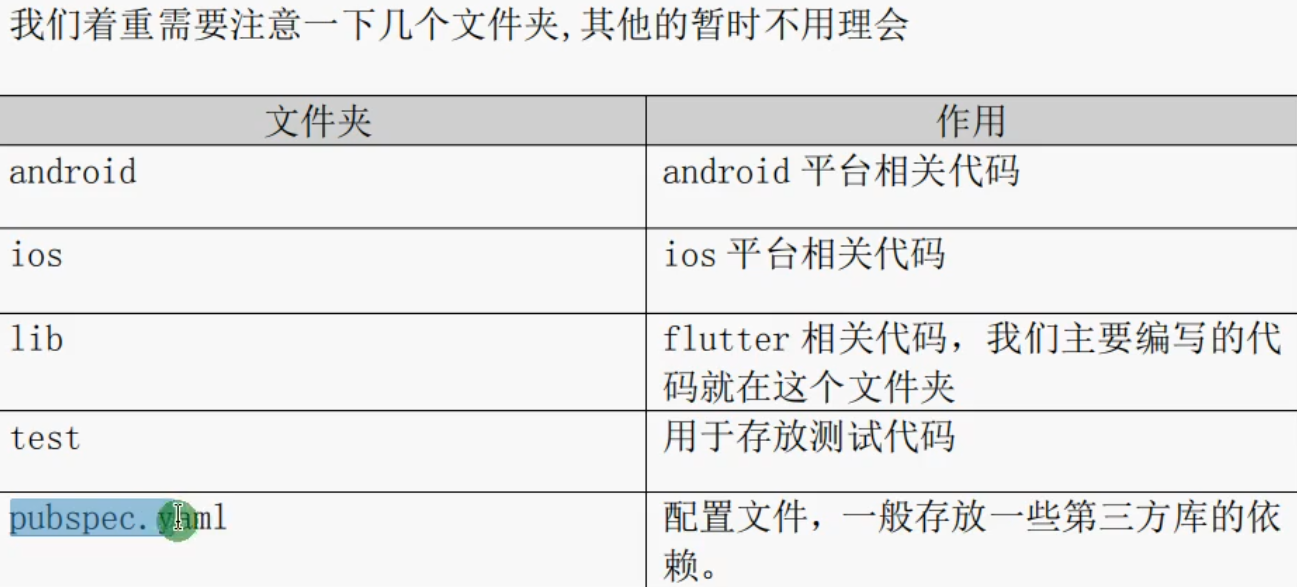 我们着重需要注意一下几个文件夹,其他的暂时不用理会
文件夹 作用
android android 平台相关代码
ios ios 平台相关代码
lib flutter 相关代码，我们主要编写的代
码就在这个文件夹
test 用于存放测试代码
pubspec.yaml 配置文件，一般存放一些第三方库的依
赖。